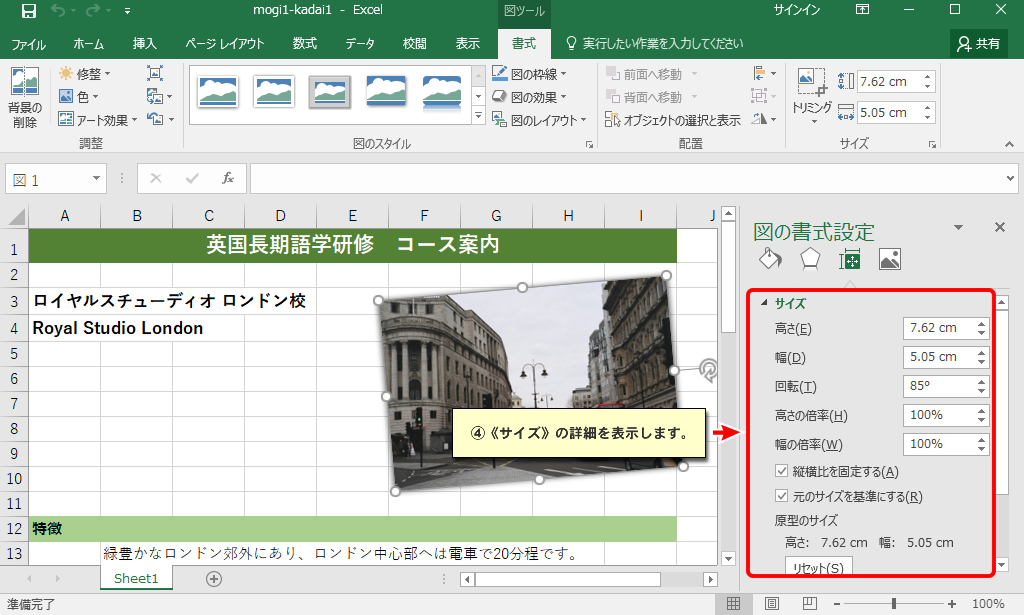 mogi1-kadai1 - Excel
図ツール
サインイン
ファイル ホーム 挿入 ページ レイアウト 数式 データ 校閲 表示 書式 実行したい作業を入力してください 共有
背景の
削除
修整
色
アート効果
調整
図のスタイル
図の枠線
図の効果
図のレイアウト
前面へ移動
背面へ移動
オブジェクトの選択と表示
配置
トリミング
7.62 cm
5.05 cm
サイズ
図 1
fx
A B C D E F G H I J
1 英国長期語学研修 コース案内
2
3 ロイヤルスチューディオ ロンドン校
4 Royal Studio London
5
6
7
8
9
10
11
12 特徴
13 緑豊かなロンドン郊外にあり、ロンドン中心部へは電車で20分程です。
④《サイズ》の詳細を表示します。
図の書式設定
サイズ
高さ(E) 7.62 cm
幅(D) 5.05 cm
回転(T) 85°
高さの倍率(H) 100%
幅の倍率(W) 100%
縦横比を固定する(A)
元のサイズを基準にする(R)
原型のサイズ
高さ: 7.62 cm 幅: 5.05 cm
リセット(S)
Sheet1
準備完了
100%